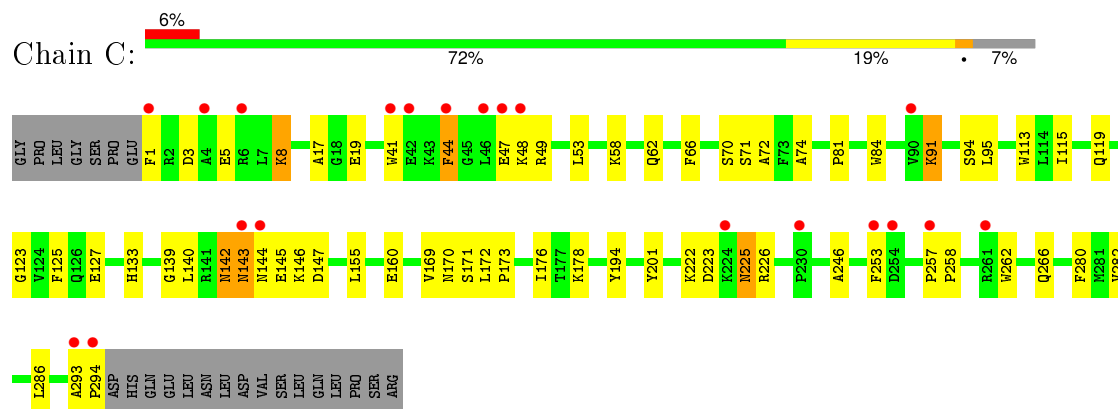 6%
Chain C:
72% 19% • 7%
GLY PRO LEU GLY SER PRO GLU F1 R2 D3 A4 E5 R6 L7 K8 A17 G18 E19 W41 E42 K43 F44 G45 L46 E47 K48 R49 L53 K58 Q62 F66 S70 S71 A72 F73 A74 P81 W84 V90 K91 S94 L95 W113 L114 I115 Q119
G123 V124 F125 Q126 E127 H133 G139 L140 R141 N142 N143 N144 E145 K146 D147 L155 E160 V169 N170 S171 L172 P173 I176 T177 K178 Y194 Y201 K222 D223 K224 N225 R226 P230 A246 F253 D254 P257 P258 R261 W262 Q266 F280 M281 V282
L286 A293 P294 ASP HIS GLN GLU LEU ASN LEU ASP VAL SER LEU GLN LEU PRO SER ARG